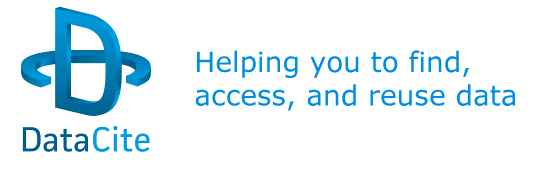 Helping you to find,
access, and reuse data
DataCite